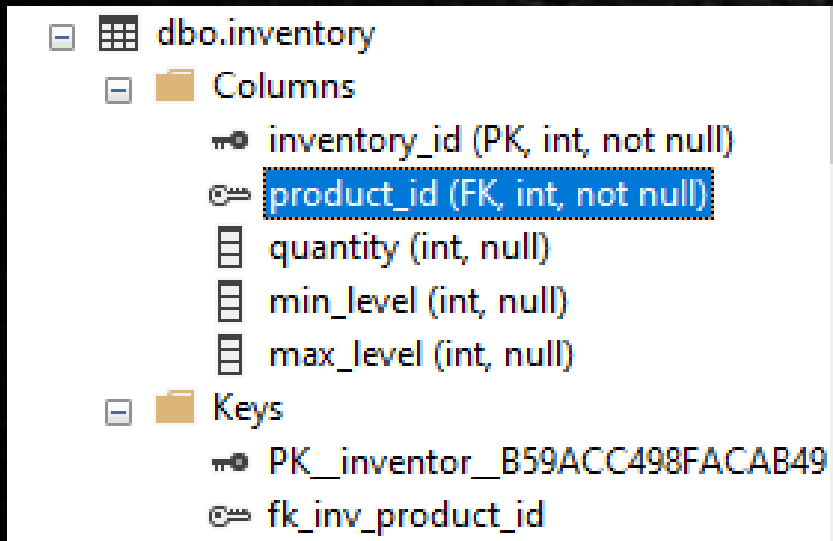 dbo.inventory
Columns
inventory_id (PK, int, not null)
product_id (FK, int, not null)
quantity (int, null)
min_level (int, null)
max_level (int, null)
Keys
PK__inventor__B59ACC498FACAB49
fk_inv_product_id